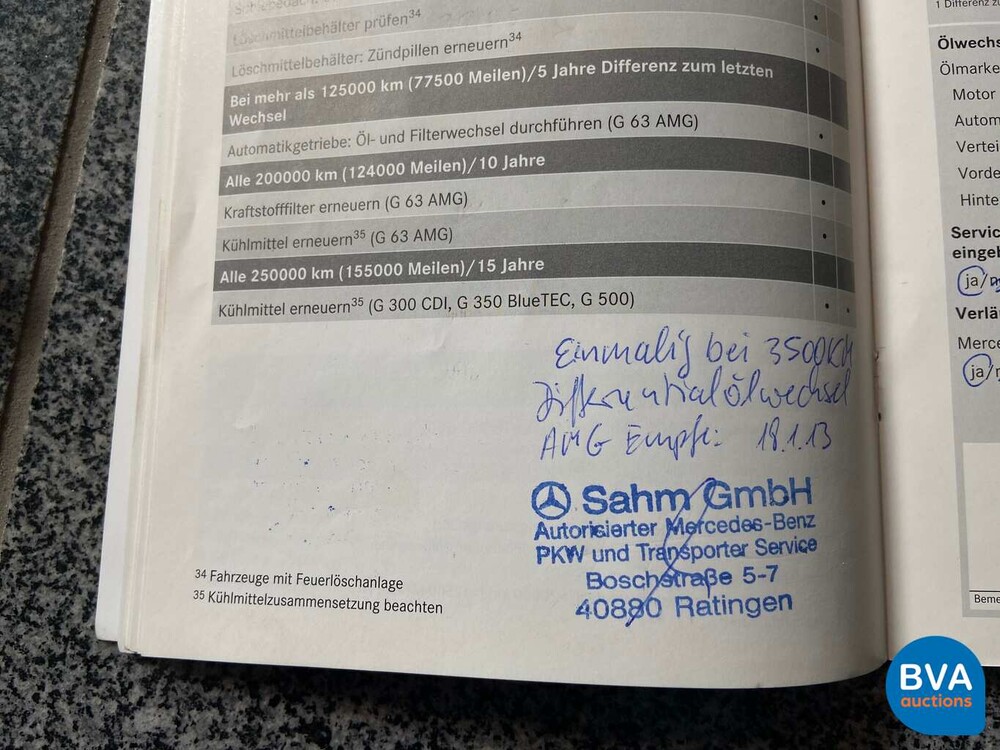 Löschmittelbehälter prüfen³⁴
Löschmittelbehälter: Zündpillen erneuern³⁴
Bei mehr als 125000 km (77500 Meilen)/5 Jahre Differenz zum letzten
Wechsel
Automatikgetriebe: Öl- und Filterwechsel durchführen (G 63 AMG)
Alle 200000 km (124000 Meilen)/10 Jahre
Kraftstofffilter erneuern (G 63 AMG)
Kühlmittel erneuern³⁵ (G 63 AMG)
Alle 250000 km (155000 Meilen)/15 Jahre
Kühlmittel erneuern³⁵ (G 300 CDI, G 350 BlueTEC, G 500)
Einmalig bei 3500KM
Differentialölwechsel
AMG Empf.: 18.1.13
Sahm GmbH
Autorisierter Mercedes-Benz
PKW und Transporter Service
Boschstraße 5-7
40880 Ratingen
³⁴ Fahrzeuge mit Feuerlöschanlage
³⁵ Kühlmittelzusammensetzung beachten
1 Differenz zu
Ölwechs
Ölmarke
Motor
Autom
Vertei
Vorde
Hinte
Servic
eingeb
ja/n
Verlä
Merce
ja/n
Beme
BVA
auctions